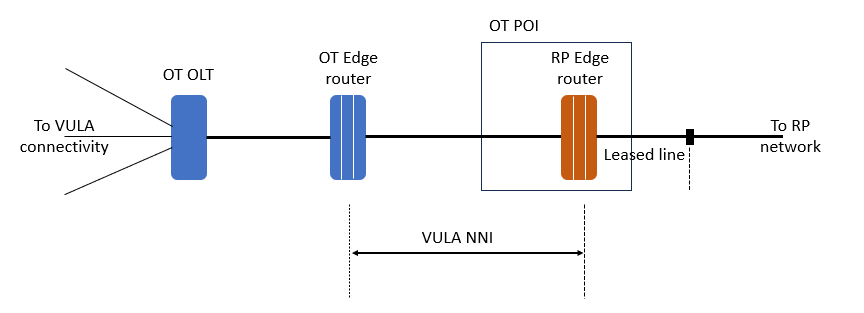 OT POI
OT Edge
router
RP Edge
router
OT OLT
To VULA
connectivity
To RP
network
Leased line
VULA NNI